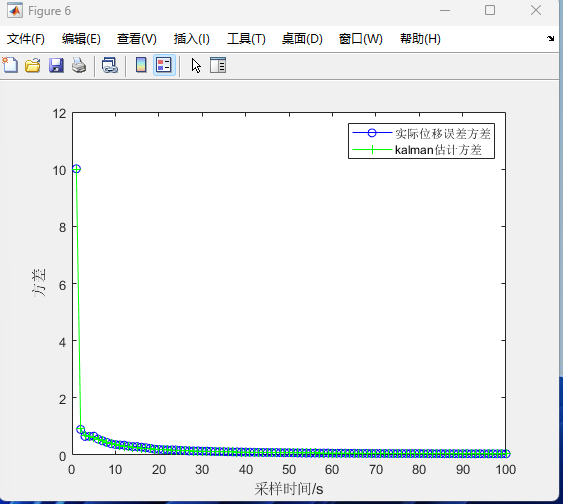 Figure 6
文件(F) 编辑(E) 查看(V) 插入(I) 工具(T) 桌面(D) 窗口(W) 帮助(H)
12
实际位移误差方差
kalman估计方差
10
8
方差
6
4
2
0
0 10 20 30 40 50 60 70 80 90 100
采样时间/s